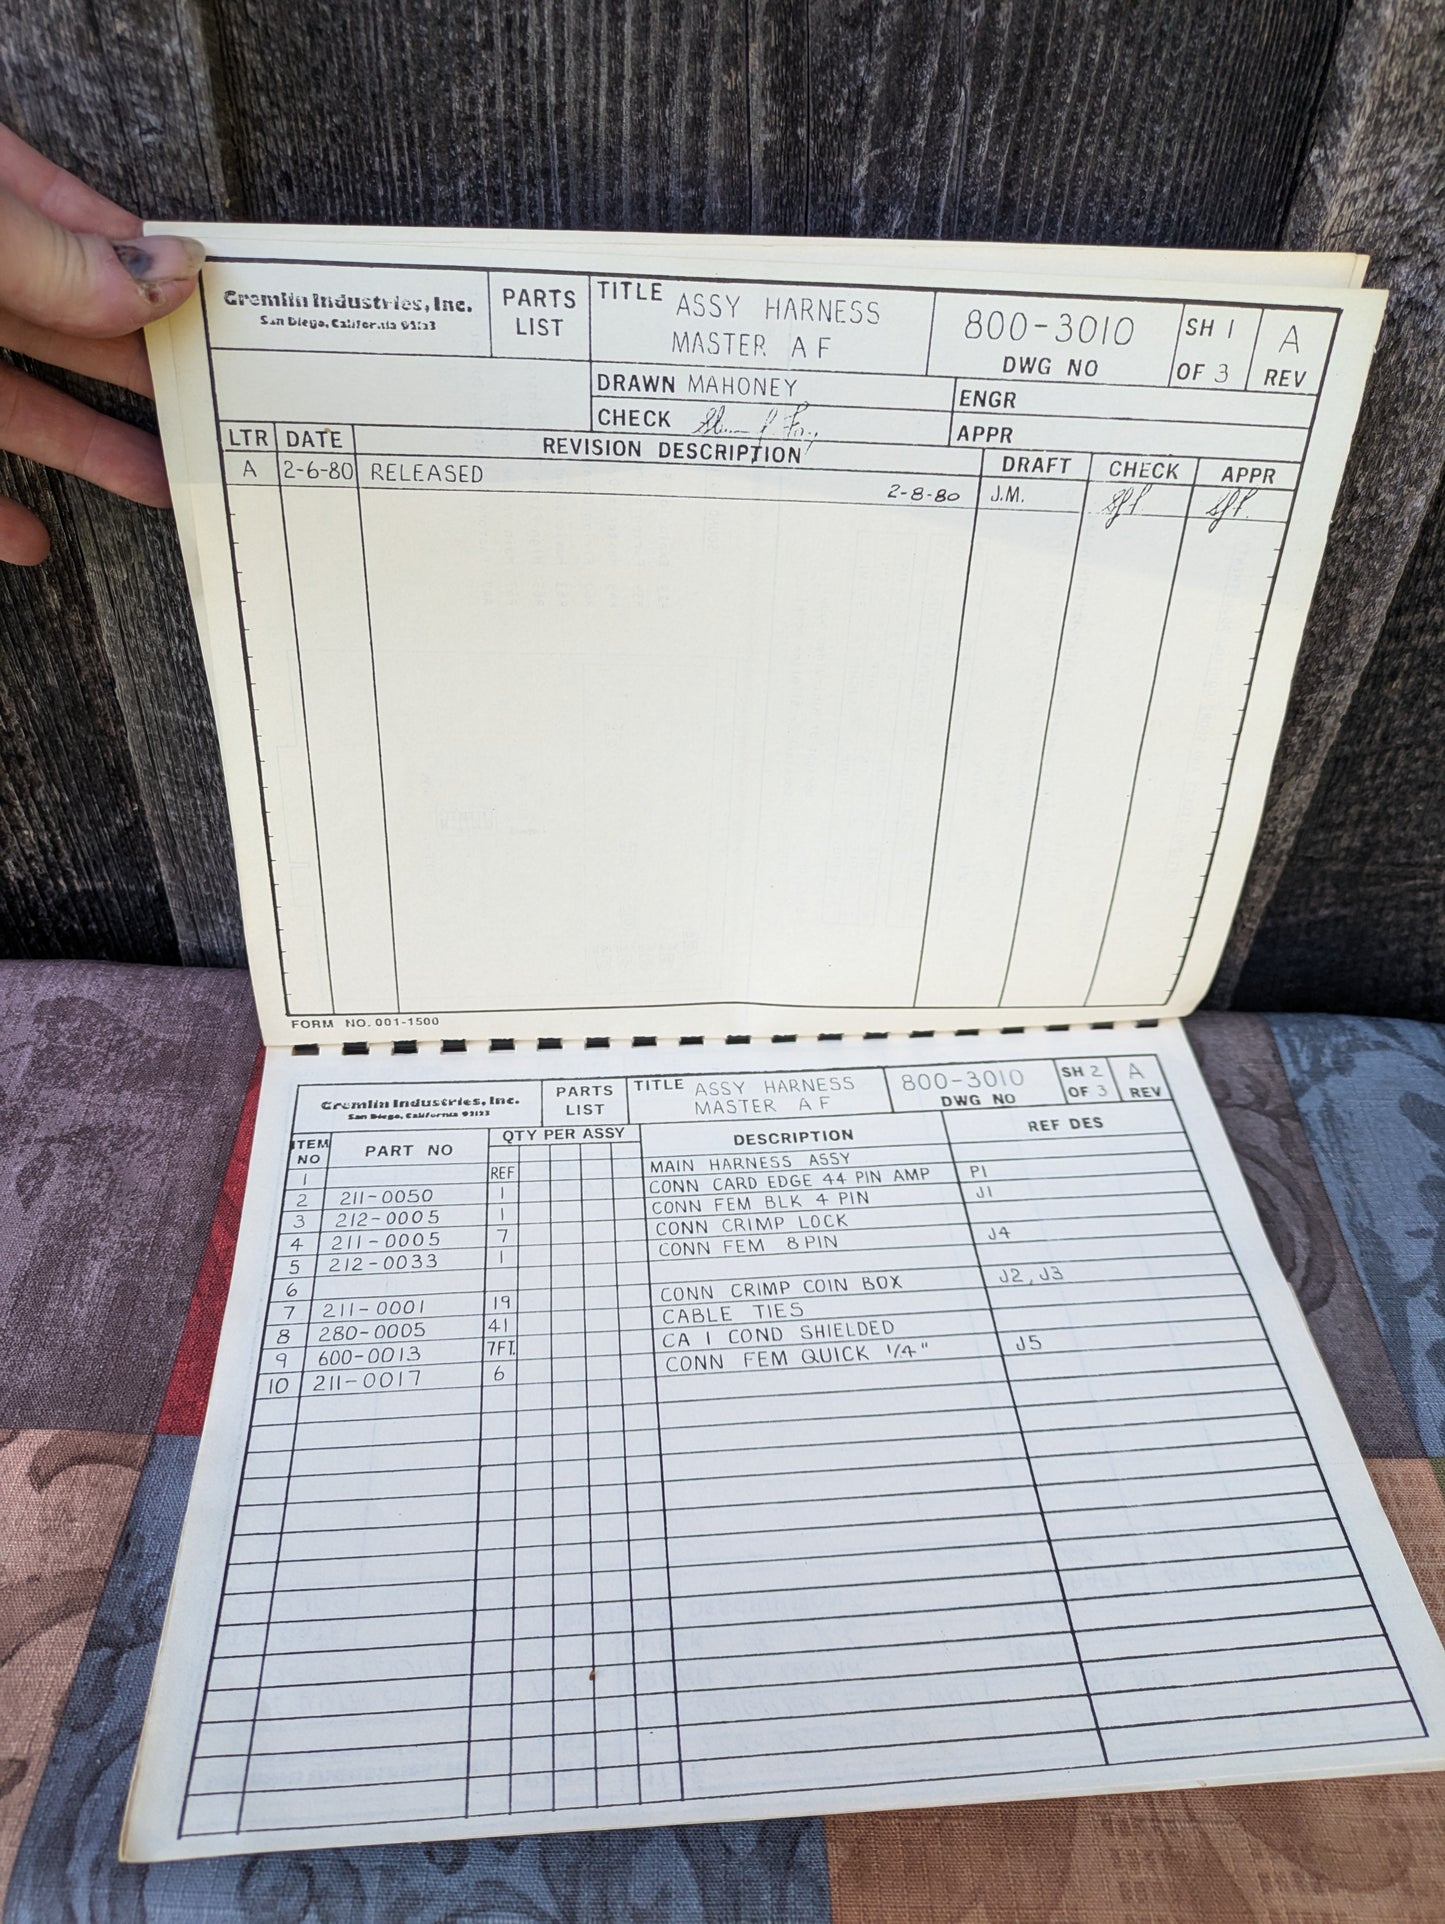 Gremlin Industries, Inc.
San Diego, California 92123
PARTS LIST
TITLE ASSY HARNESS
MASTER AF
800-3010
DWG NO
SH 1
OF 3
A
REV
DRAWN MAHONEY
CHECK
ENGR
APPR
LTR DATE REVISION DESCRIPTION DRAFT CHECK APPR
A 2-6-80 RELEASED 2-8-80 J.M.
FORM NO. 001-1500
Gremlin Industries, Inc.
San Diego, California 92123
PARTS LIST
TITLE ASSY HARNESS
MASTER AF
800-3010
DWG NO
SH 2
OF 3
A
REV
ITEM NO PART NO QTY PER ASSY DESCRIPTION REF DES
1 REF MAIN HARNESS ASSY
2 211-0050 1 CONN CARD EDGE 44 PIN AMP P1
3 212-0005 1 CONN FEM BLK 4 PIN J1
4 211-0005 7 CONN CRIMP LOCK
5 212-0033 1 CONN FEM 8 PIN J4
6
7 211-0001 19 CONN CRIMP COIN BOX J2, J3
8 280-0005 41 CABLE TIES
9 600-0013 7FT. CA 1 COND SHIELDED
10 211-0017 6 CONN FEM QUICK 1/4" J5